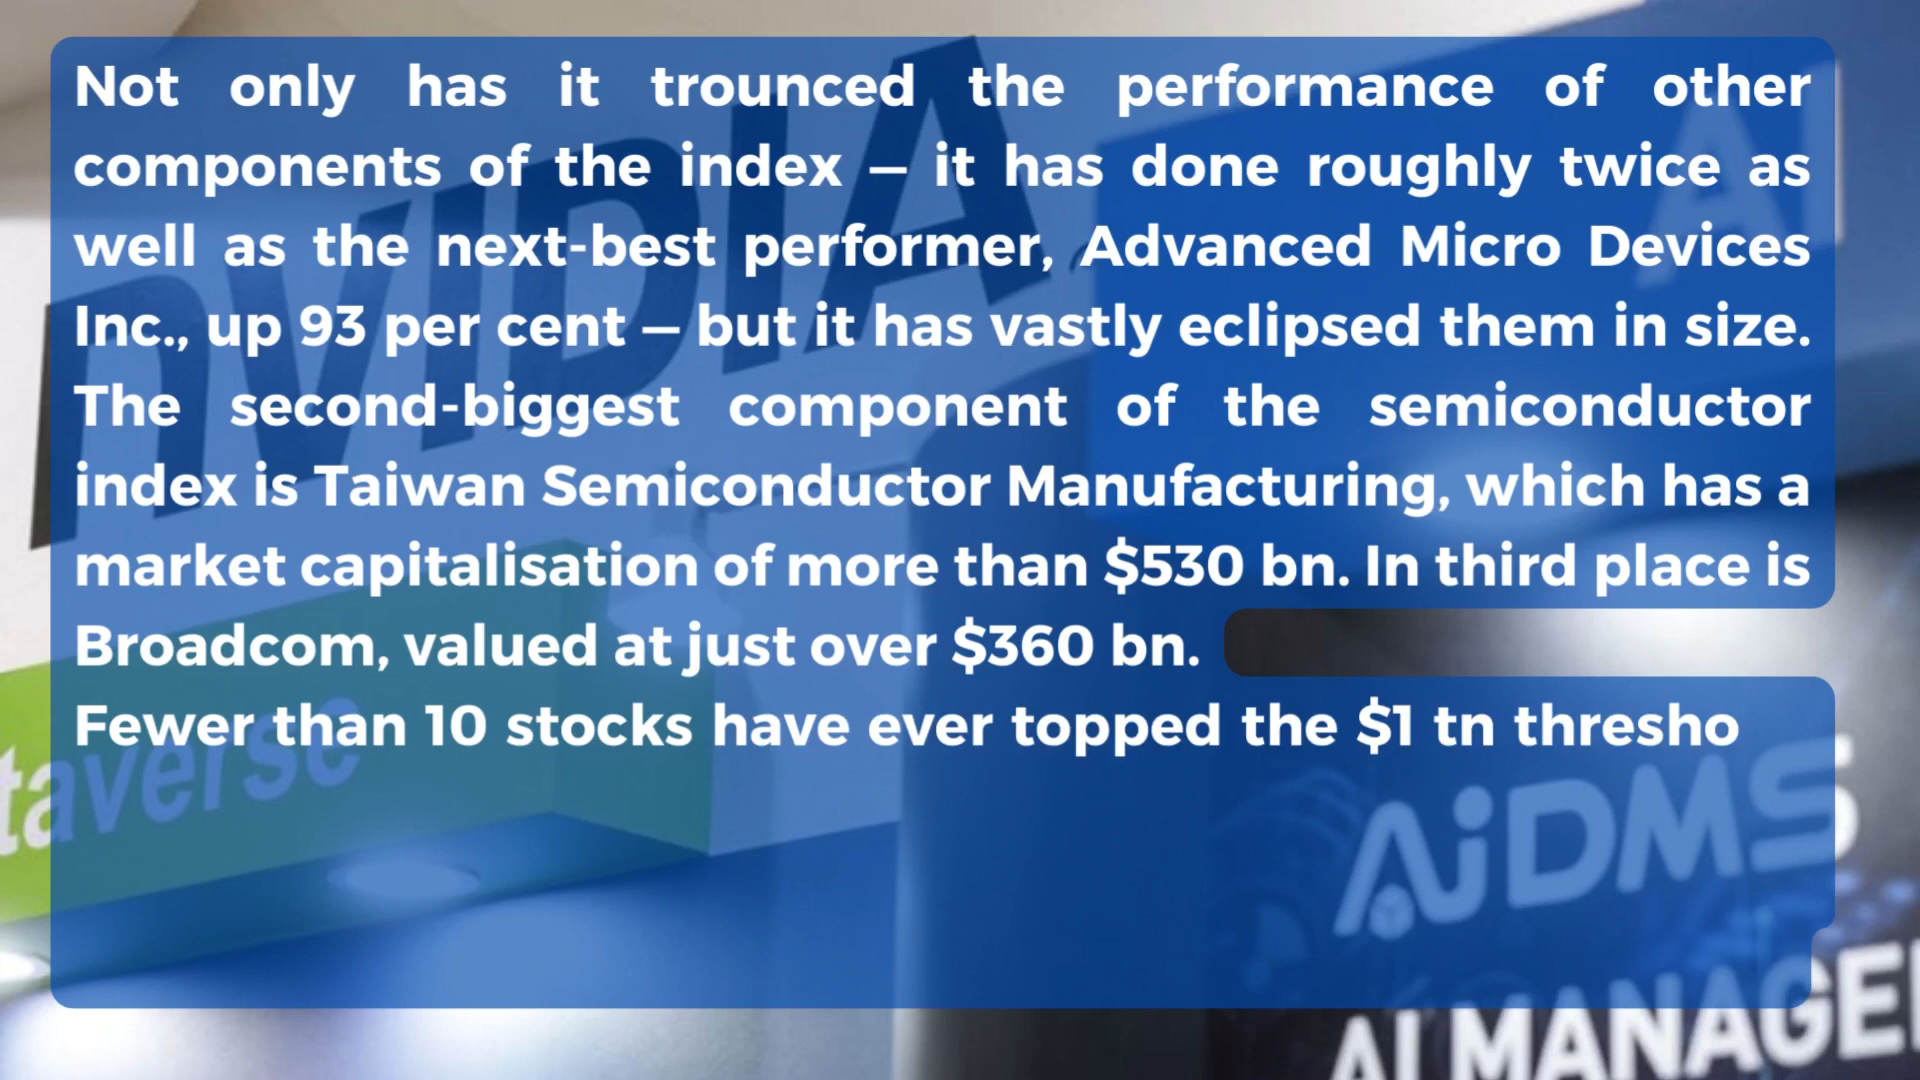 Not only has it trounced the performance of other
components of the index — it has done roughly twice as
well as the next-best performer, Advanced Micro Devices
Inc., up 93 per cent — but it has vastly eclipsed them in size.
The second-biggest component of the semiconductor
index is Taiwan Semiconductor Manufacturing, which has a
market capitalisation of more than $530 bn. In third place is
Broadcom, valued at just over $360 bn.
Fewer than 10 stocks have ever topped the $1 tn thresho
nVIDIA
AI
taverse
AiDMS
AI MANAGE